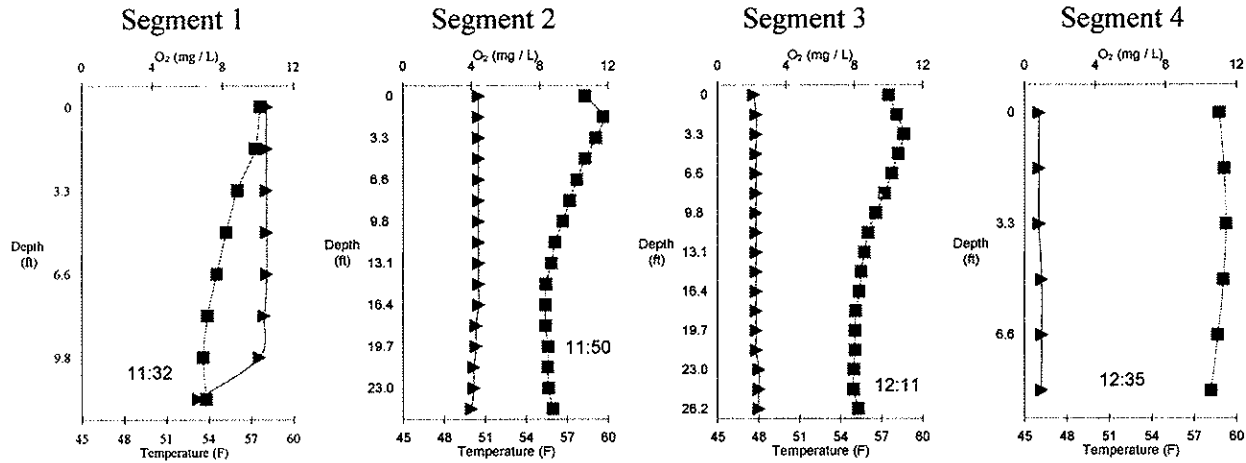 Segment 1
O₂ (mg / L)
0 4 8 12
0
3.3
Depth
(ft)
6.6
9.8
11:32
45 48 51 54 57 60
Temperature (F)
Segment 2
O₂ (mg / L)
0 4 8 12
0
3.3
6.6
9.8
Depth
(ft)
13.1
16.4
19.7
11:50
23.0
45 48 51 54 57 60
Temperature (F)
Segment 3
O₂ (mg / L)
0 4 8 12
0
3.3
6.6
9.8
Depth
(ft)
13.1
16.4
19.7
23.0
12:11
26.2
45 48 51 54 57 60
Temperature (F)
Segment 4
O₂ (mg / L)
0 4 8 12
0
3.3
Depth
(ft)
6.6
12:35
45 48 51 54 57 60
Temperature (F)